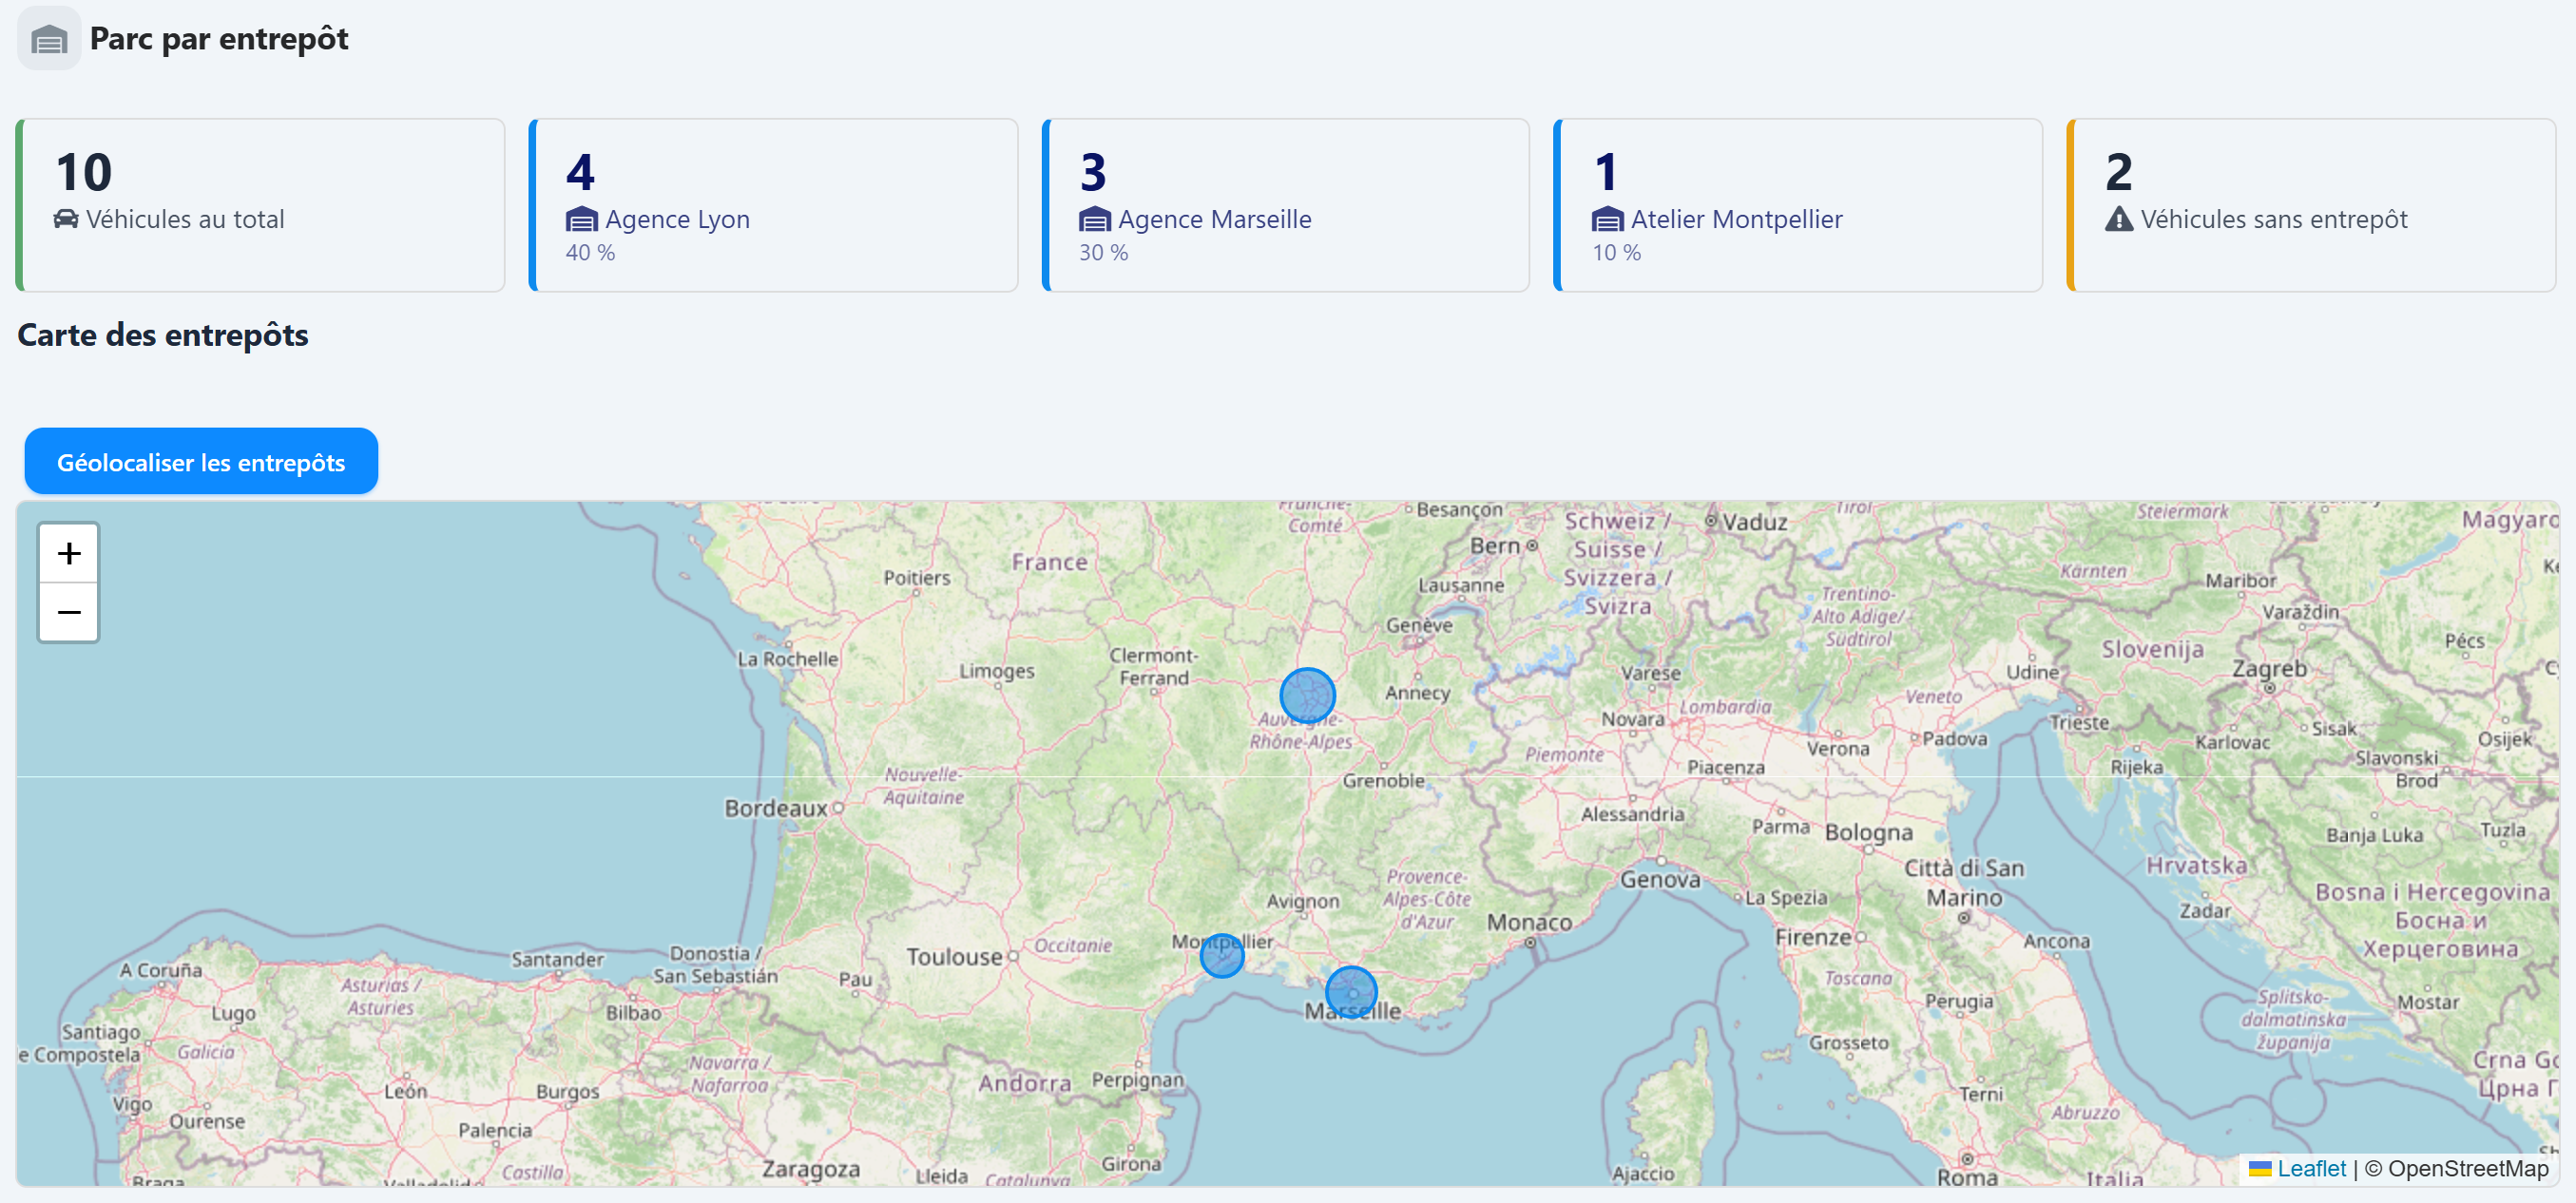 Parc par entrepôt
10
Véhicules au total
4
Agence Lyon
40 %
3
Agence Marseille
30 %
1
Atelier Montpellier
10 %
2
Véhicules sans entrepôt
Carte des entrepôts
Géolocaliser les entrepôts
+
−
Franche-
Comté
Besançon
Schweiz /
Suisse /
Svizzera /
Svizra
Vaduz
Tirol
Steiermark
Bern
France
Poitiers
Lausanne
Kärnten
Maribor
Trentino-
Alto Adige/
Südtirol
Varaždin
Genève
Pécs
Slovenija
La Rochelle
Limoges
Clermont-
Ferrand
Varese
Udine
Zagreb
Annecy
Auvergne-
Rhône-Alpes
Novara
Lombardia
Veneto
Trieste
Sisak
Karlovac
Osijek
Piemonte
Verona
Padova
Slavonski
Brod
Rijeka
Piacenza
Grenoble
Nouvelle-
Aquitaine
Bordeaux
Alessandria
Parma
Bologna
Banja Luka
Tuzla
Città di San
Marino
Hrvatska
Genova
Provence-
Alpes-Côte
d'Azur
Avignon
La Spezia
Bosna i Hercegovina
Босна и
Херцеговина
Zadar
Monaco
Firenze
Ancona
Montpellier
Occitanie
Toulouse
Donostia /
San Sebastián
Santander
A Coruña
Pau
Asturias /
Asturies
Toscana
Perugia
Splitsko-
dalmatinska
županija
Mostar
Marseille
Lugo
Bilbao
Santiago
e Compostela
Galicia
Grosseto
Navarra /
Nafarroa
Andorra
Perpignan
León
Burgos
Terni
Abruzzo
Vigo
Ourense
Palencia
Zaragoza
Lleida
Girona
Castilla
Catalunya
Ajaccio
Roma
Italia
Braga
Leaflet | © OpenStreetMap